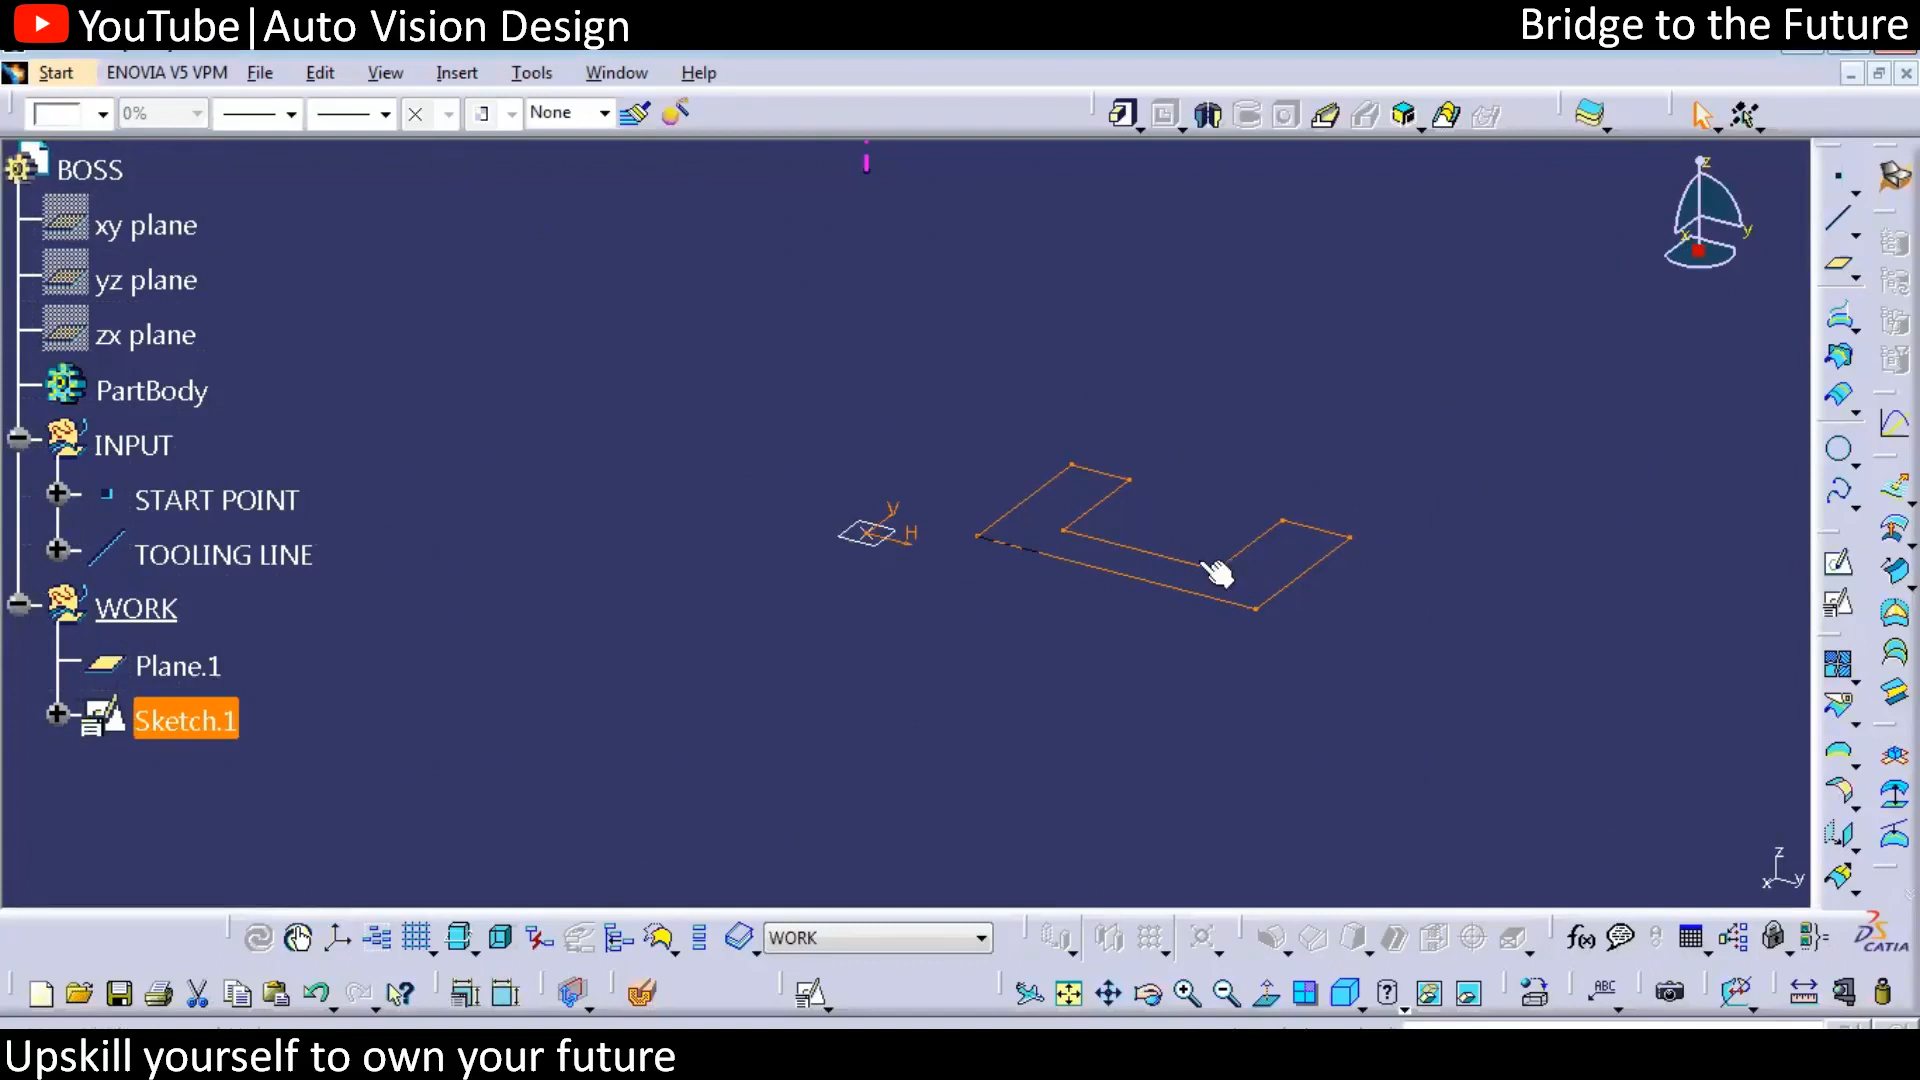 YouTube|Auto Vision Design
Bridge to the Future
Start ENOVIA V5 VPM File Edit View Insert Tools Window Help
0% None
BOSS
xy plane
yz plane
zx plane
PartBody
INPUT
START POINT
TOOLING LINE
WORK
Plane.1
Sketch.1
z
y
x
V
H
z
x
y
WORK
f(x)
CATIA
ABC
Upskill yourself to own your future